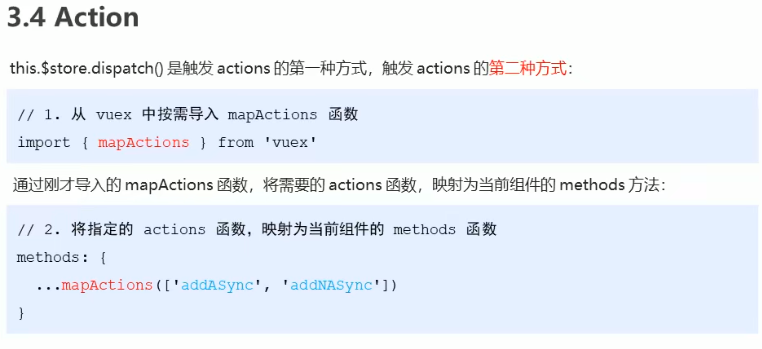 3.4 Action
this.$store.dispatch() 是触发 actions 的第一种方式，触发 actions 的第二种方式：
// 1. 从 vuex 中按需导入 mapActions 函数
import { mapActions } from 'vuex'
通过刚才导入的 mapActions 函数，将需要的 actions 函数，映射为当前组件的 methods 方法：
// 2. 将指定的 actions 函数，映射为当前组件的 methods 函数
methods: {
  ...mapActions(['addASync', 'addNASync'])
}